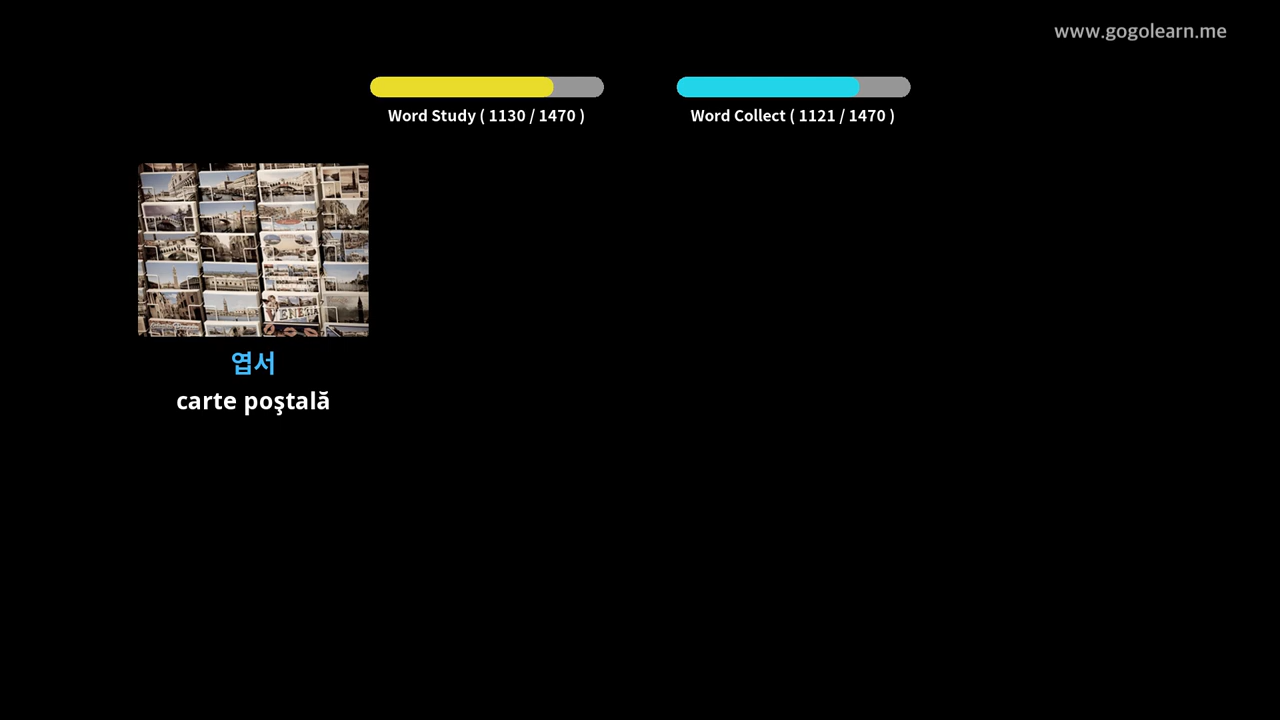 www.gogolearn.me
Word Study ( 1130 / 1470 )
Word Collect ( 1121 / 1470 )
엽서
carte poştală